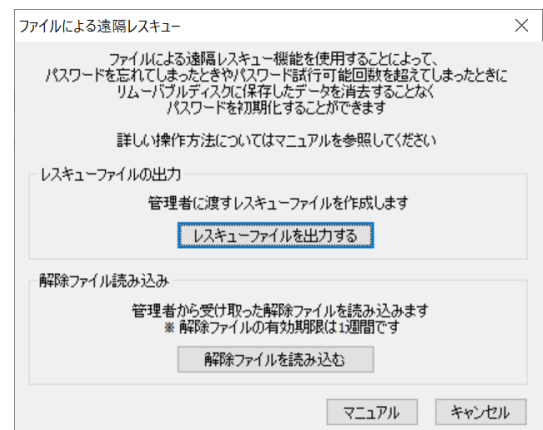 ファイルによる遠隔レスキュー
ファイルによる遠隔レスキュー機能を使用することによって、
パスワードを忘れてしまったときやパスワード試行可能回数を超えてしまったときに
リムーバブルディスクに保存したデータを消去することなく
パスワードを初期化することができます
詳しい操作方法についてはマニュアルを参照してください
レスキューファイルの出力
管理者に渡すレスキューファイルを作成します
レスキューファイルを出力する
解除ファイル読み込み
管理者から受け取った解除ファイルを読み込みます
※ 解除ファイルの有効期限は1週間です
解除ファイルを読み込む
マニュアル
キャンセル